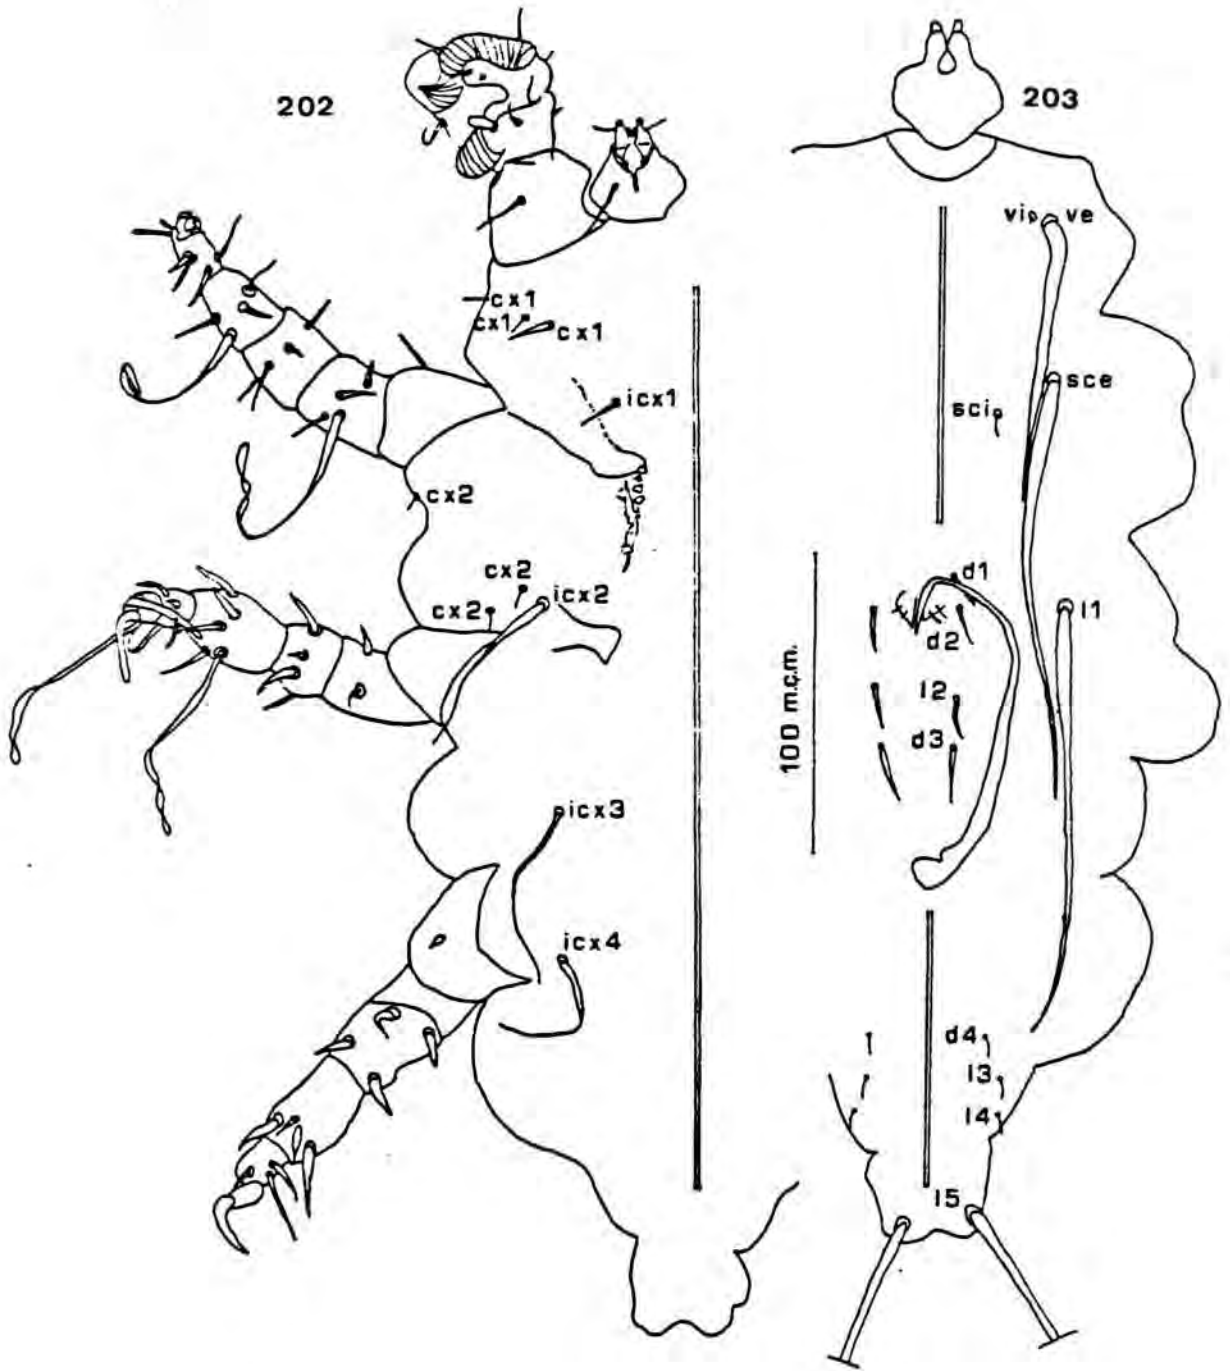 202
cx1
cx1
cx1
icx1
cx2
cx2
cx2
icx2
icx3
icx4
203
vi
ve
sce
sci
d1
l1
d2
l2
d3
100 m.c.m.
d4
l3
l4
l5